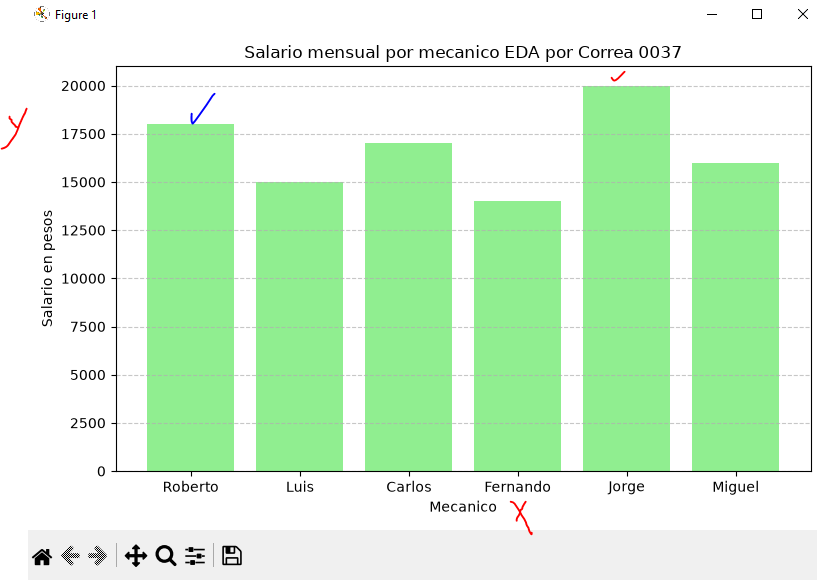 Figure 1
Salario mensual por mecanico EDA por Correa 0037
y
Salario en pesos
20000
17500
15000
12500
10000
7500
5000
2500
0
Roberto Luis Carlos Fernando Jorge Miguel
Mecanico
X